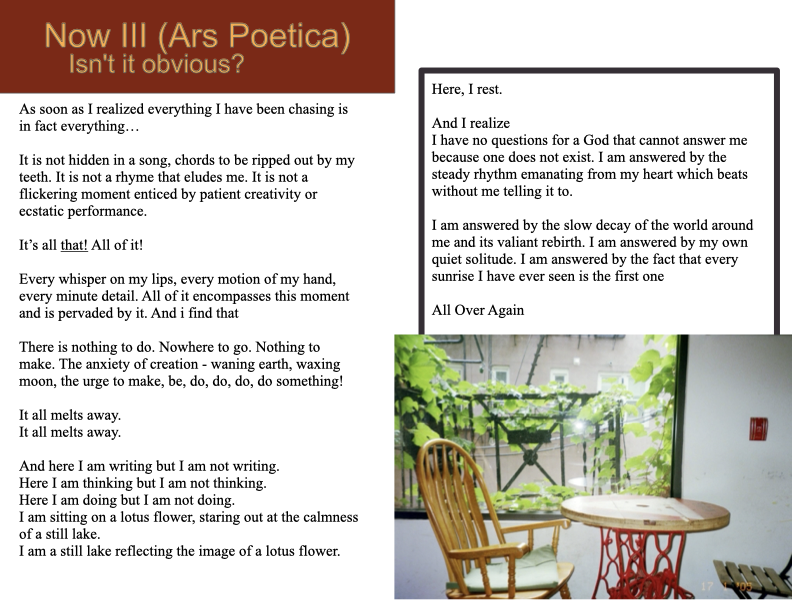 Now III (Ars Poetica)
Isn't it obvious?
As soon as I realized everything I have been chasing is
in fact everything…
It is not hidden in a song, chords to be ripped out by my
teeth. It is not a rhyme that eludes me. It is not a
flickering moment enticed by patient creativity or
ecstatic performance.
It’s all that! All of it!
Every whisper on my lips, every motion of my hand,
every minute detail. All of it encompasses this moment
and is pervaded by it. And i find that
There is nothing to do. Nowhere to go. Nothing to
make. The anxiety of creation - waning earth, waxing
moon, the urge to make, be, do, do, do, do something!
It all melts away.
It all melts away.
And here I am writing but I am not writing.
Here I am thinking but I am not thinking.
Here I am doing but I am not doing.
I am sitting on a lotus flower, staring out at the calmness
of a still lake.
I am a still lake reflecting the image of a lotus flower.
Here, I rest.
And I realize
I have no questions for a God that cannot answer me
because one does not exist. I am answered by the
steady rhythm emanating from my heart which beats
without me telling it to.
I am answered by the slow decay of the world around
me and its valiant rebirth. I am answered by my own
quiet solitude. I am answered by the fact that every
sunrise I have ever seen is the first one
All Over Again